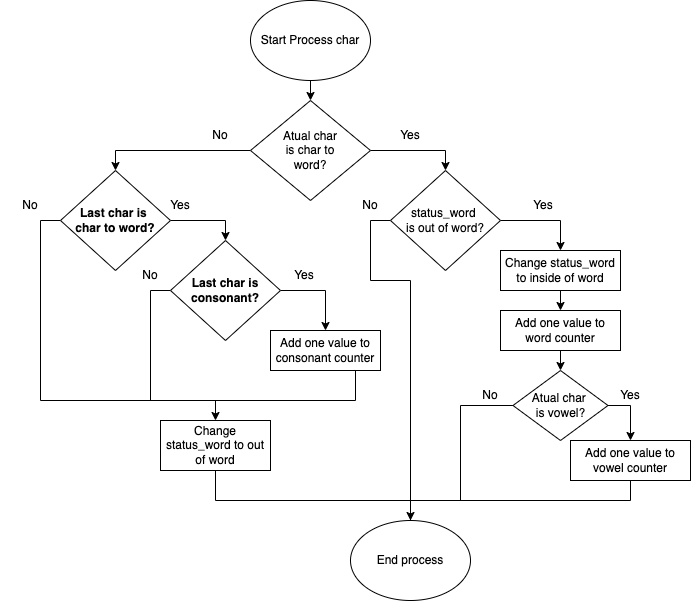 Start Process char
Atual char
is char to
word?
No
Yes
Last char is
char to word?
No
Yes
status_word
is out of word?
No
Yes
Last char is
consonant?
No
Yes
Change status_word
to inside of word
Add one value to
word counter
Add one value to
consonant counter
Atual char
is vowel?
No
Yes
Change
status_word to out
of word
Add one value to
vowel counter
End process